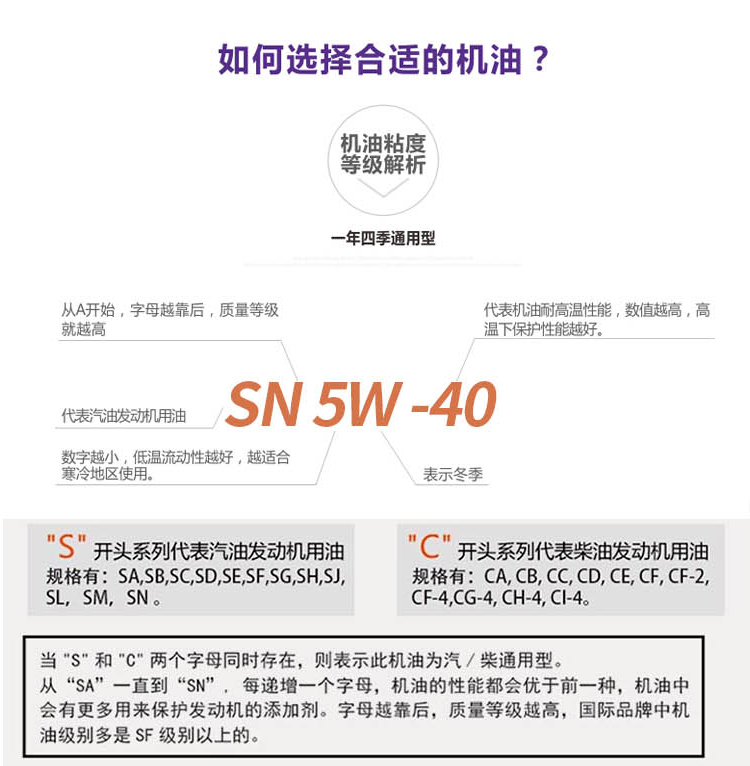 如何选择合适的机油？
机油粘度
等级解析
一年四季通用型
从A开始，字母越靠后，质量等级
就越高
代表机油耐高温性能，数值越高，高
温下保护性能越好。
SN 5W -40
代表汽油发动机用油
数字越小，低温流动性越好，越适合
寒冷地区使用。
表示冬季
"S" 开头系列代表汽油发动机用油
规格有：SA,SB,SC,SD,SE,SF,SG,SH,SJ,
SL，SM，SN。
"C" 开头系列代表柴油发动机用油
规格有：CA, CB, CC, CD, CE, CF, CF-2,
CF-4,CG-4, CH-4, CI-4。
当 "S" 和 "C" 两个字母同时存在，则表示此机油为汽 / 柴通用型。
从“SA”一直到“SN”，每递增一个字母，机油的性能都会优于前一种，机油中
会有更多用来保护发动机的添加剂。字母越靠后，质量等级越高，国际品牌中机
油级别多是 SF 级别以上的。